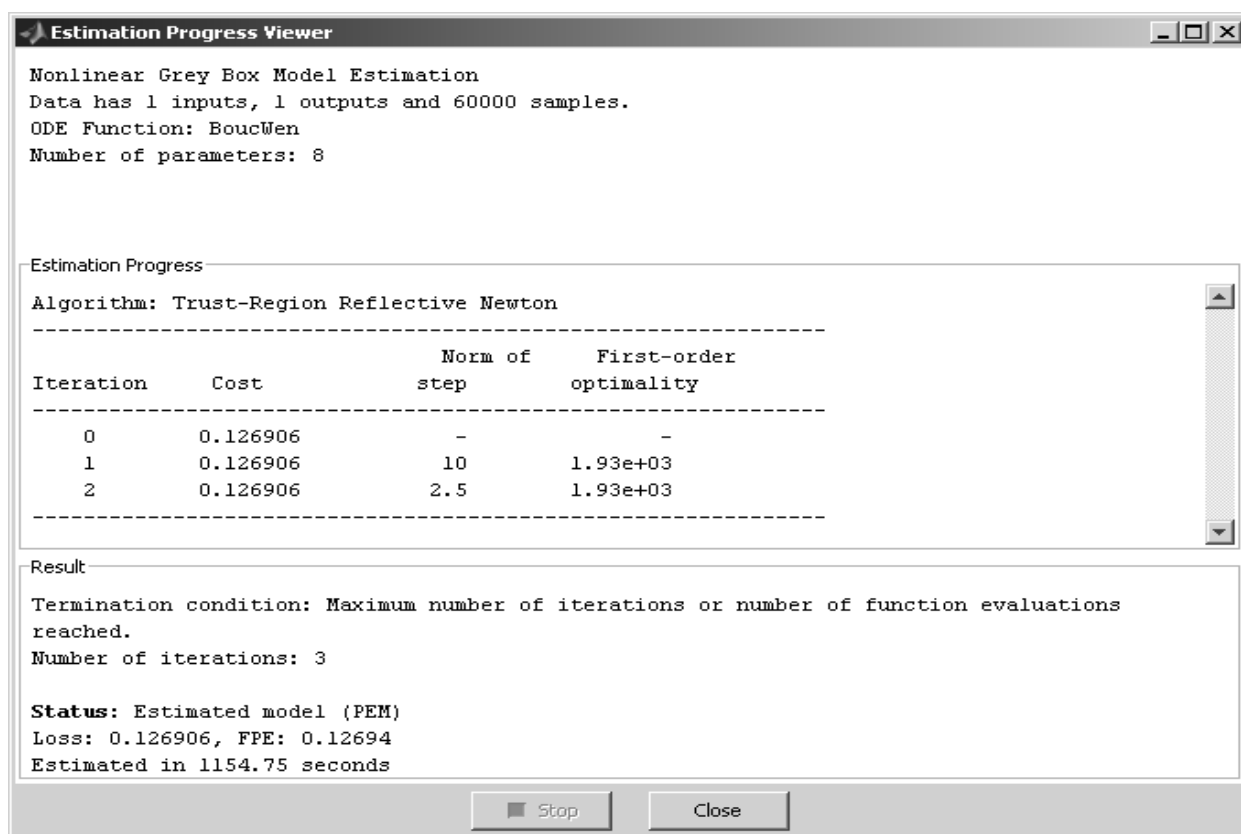 Estimation Progress Viewer
Nonlinear Grey Box Model Estimation
Data has 1 inputs, 1 outputs and 60000 samples.
ODE Function: BoucWen
Number of parameters: 8
Estimation Progress
Algorithm: Trust-Region Reflective Newton
--------------------------------------------------------------
Norm of First-order
Iteration Cost step optimality
--------------------------------------------------------------
0 0.126906 - -
1 0.126906 10 1.93e+03
2 0.126906 2.5 1.93e+03
--------------------------------------------------------------
Result
Termination condition: Maximum number of iterations or number of function evaluations
reached.
Number of iterations: 3
Status: Estimated model (PEM)
Loss: 0.126906, FPE: 0.12694
Estimated in 1154.75 seconds
Stop Close